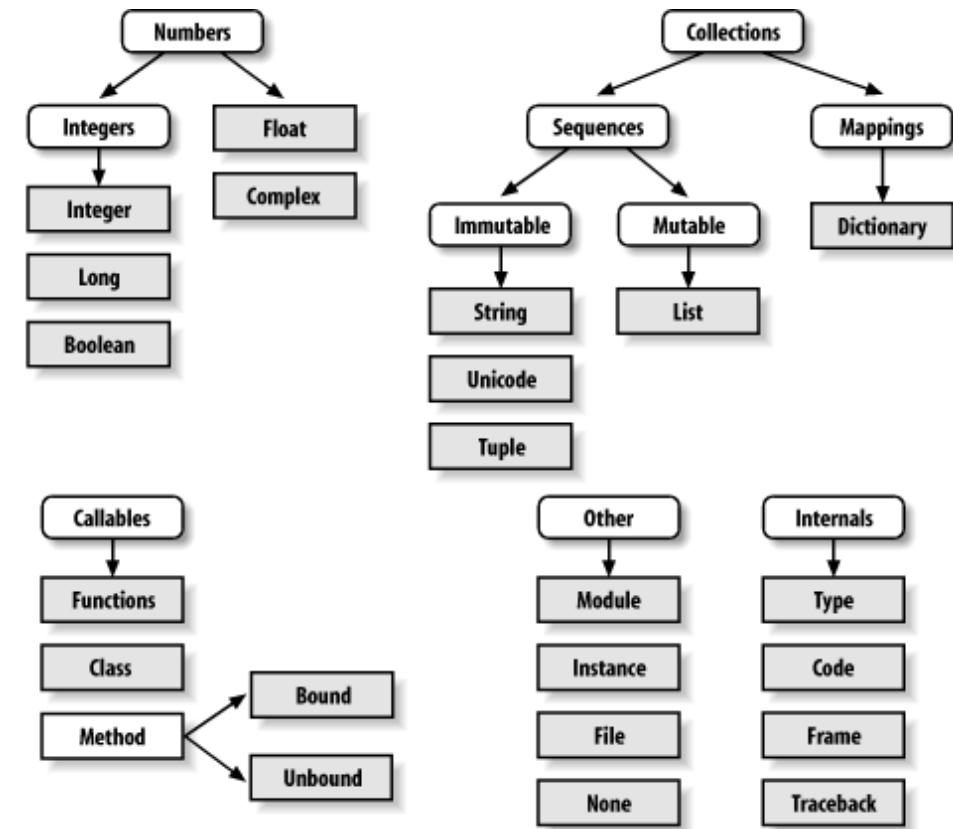 Numbers
Collections
Integers
Float
Sequences
Mappings
Integer
Complex
Immutable
Mutable
Dictionary
Long
String
List
Boolean
Unicode
Tuple
Callables
Other
Internals
Functions
Module
Type
Class
Instance
Code
Bound
Method
File
Frame
Unbound
None
Traceback